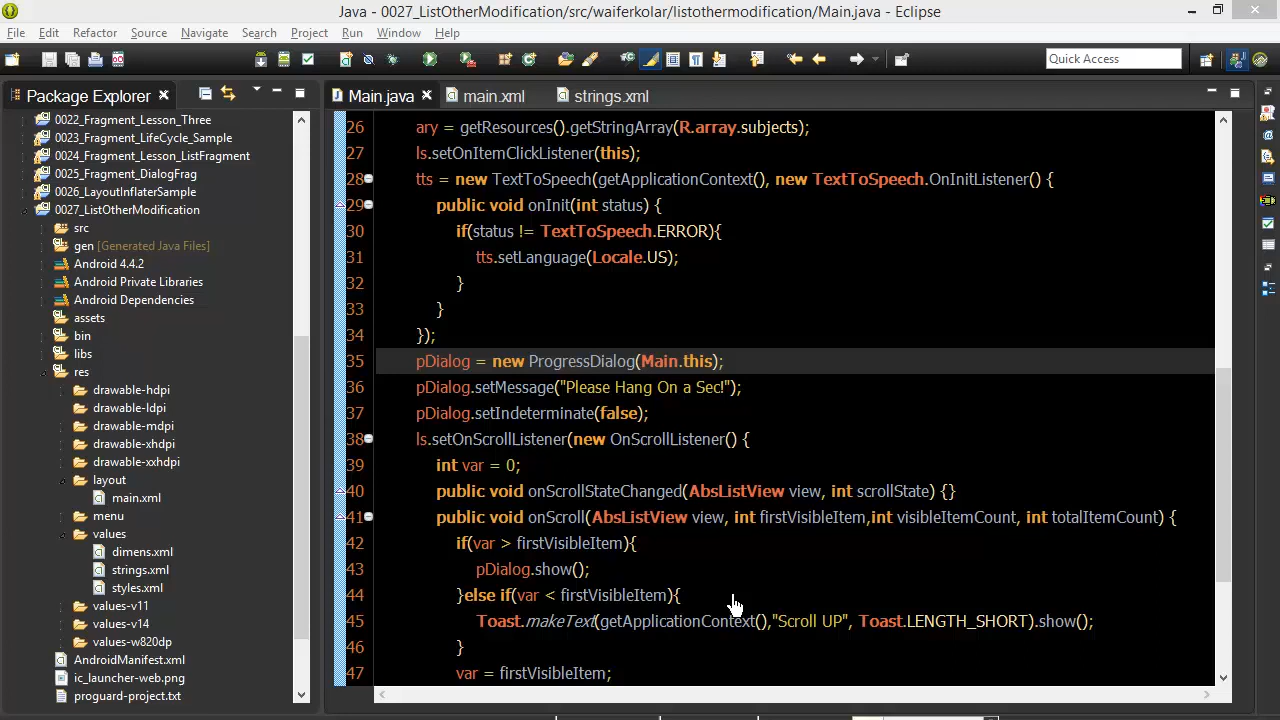 Java - 0027_ListOtherModification/src/waiferkolar/listothermodification/Main.java - Eclipse
File Edit Refactor Source Navigate Search Project Run Window Help
Quick Access
Package Explorer
Main.java main.xml strings.xml
0022_Fragment_Lesson_Three
0023_Fragment_LifeCycle_Sample
0024_Fragment_Lesson_ListFragment
0025_Fragment_DialogFrag
0026_LayoutInflaterSample
0027_ListOtherModification
src
gen [Generated Java Files]
Android 4.4.2
Android Private Libraries
Android Dependencies
assets
bin
libs
res
drawable-hdpi
drawable-ldpi
drawable-mdpi
drawable-xhdpi
drawable-xxhdpi
layout
main.xml
menu
values
dimens.xml
strings.xml
styles.xml
values-v11
values-v14
values-w820dp
AndroidManifest.xml
ic_launcher-web.png
proguard-project.txt
26 ary = getResources().getStringArray(R.array.subjects);
27 ls.setOnItemClickListener(this);
28 tts = new TextToSpeech(getApplicationContext(), new TextToSpeech.OnInitListener() {
29 public void onInit(int status) {
30 if(status != TextToSpeech.ERROR){
31 tts.setLanguage(Locale.US);
32 }
33 }
34 });
35 pDialog = new ProgressDialog(Main.this);
36 pDialog.setMessage("Please Hang On a Sec!");
37 pDialog.setIndeterminate(false);
38 ls.setOnScrollListener(new OnScrollListener() {
39 int var = 0;
40 public void onScrollStateChanged(AbsListView view, int scrollState) {}
41 public void onScroll(AbsListView view, int firstVisibleItem,int visibleItemCount, int totalItemCount) {
42 if(var > firstVisibleItem){
43 pDialog.show();
44 }else if(var < firstVisibleItem){
45 Toast.makeText(getApplicationContext(),"Scroll UP", Toast.LENGTH_SHORT).show();
46 }
47 var = firstVisibleItem;